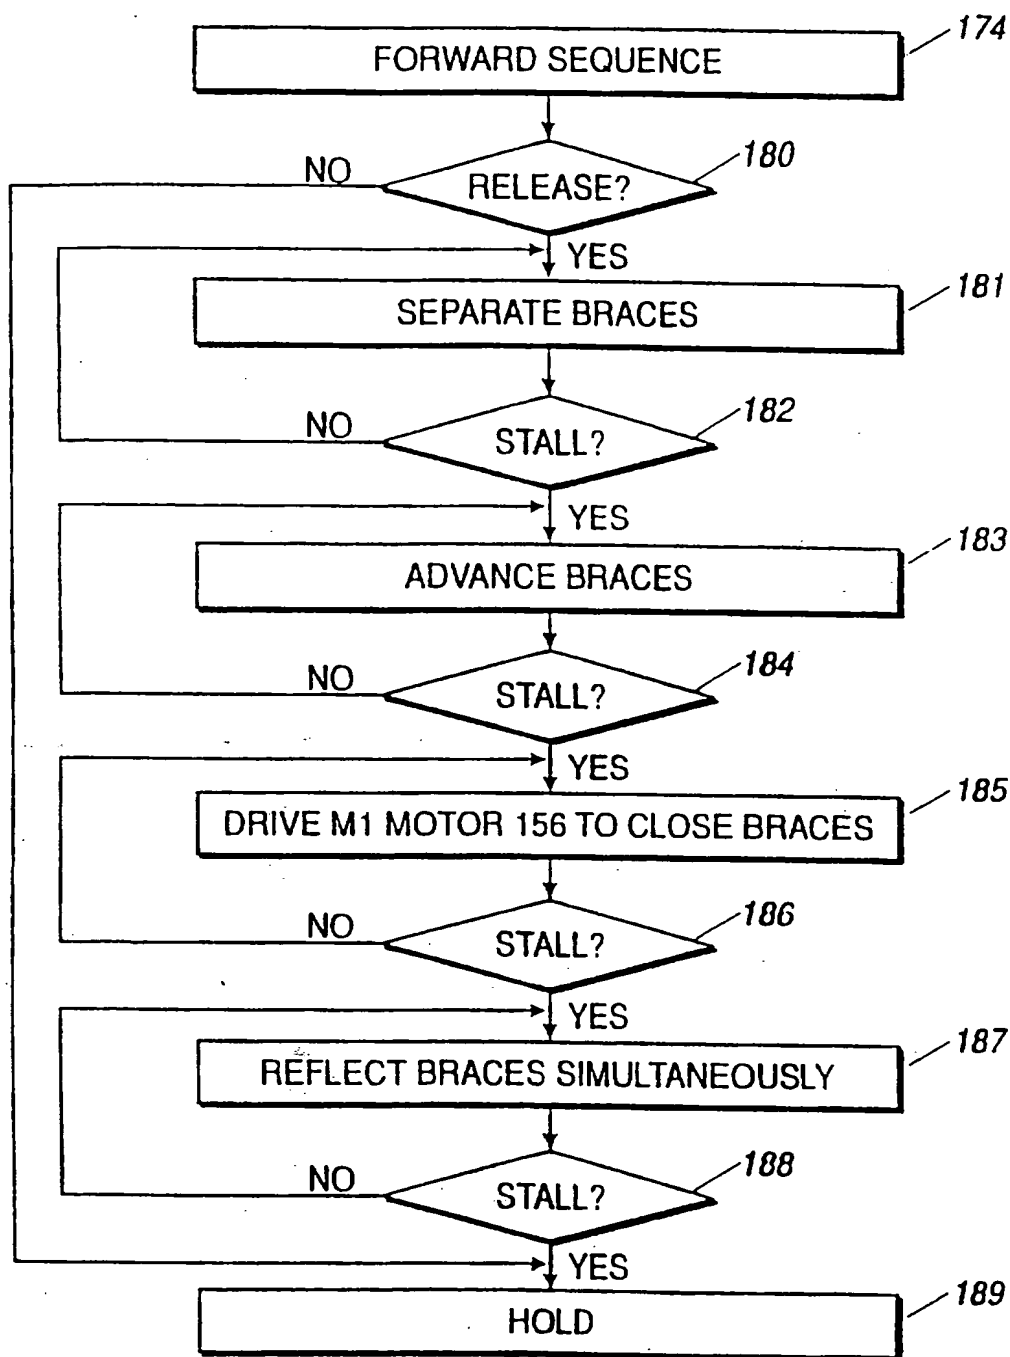 174
FORWARD SEQUENCE
180
NO
RELEASE?
YES
181
SEPARATE BRACES
182
NO
STALL?
YES
183
ADVANCE BRACES
184
NO
STALL?
YES
185
DRIVE M1 MOTOR 156 TO CLOSE BRACES
186
NO
STALL?
YES
187
REFLECT BRACES SIMULTANEOUSLY
188
NO
STALL?
YES
189
HOLD